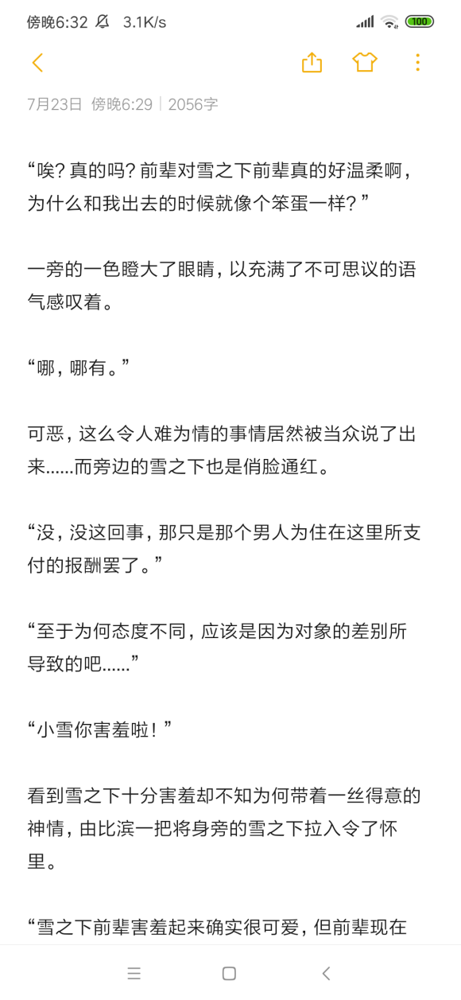 傍晚6:32 3.1K/s 100
7月23日 傍晚6:29 | 2056字
“唉？真的吗？前辈对雪之下前辈真的好温柔啊，
为什么和我出去的时候就像个笨蛋一样？”
一旁的一色瞪大了眼睛，以充满了不可思议的语
气感叹着。
“哪，哪有。”
可恶，这么令人难为情的事情居然被当众说了出
来......而旁边的雪之下也是俏脸通红。
“没，没这回事，那只是那个男人为住在这里所支
付的报酬罢了。”
“至于为何态度不同，应该是因为对象的差别所
导致的吧......”
“小雪你害羞啦！”
看到雪之下十分害羞却不知为何带着一丝得意的
神情，由比滨一把将身旁的雪之下拉入令了怀
里。
“雪之下前辈害羞起来确实很可爱，但前辈现在